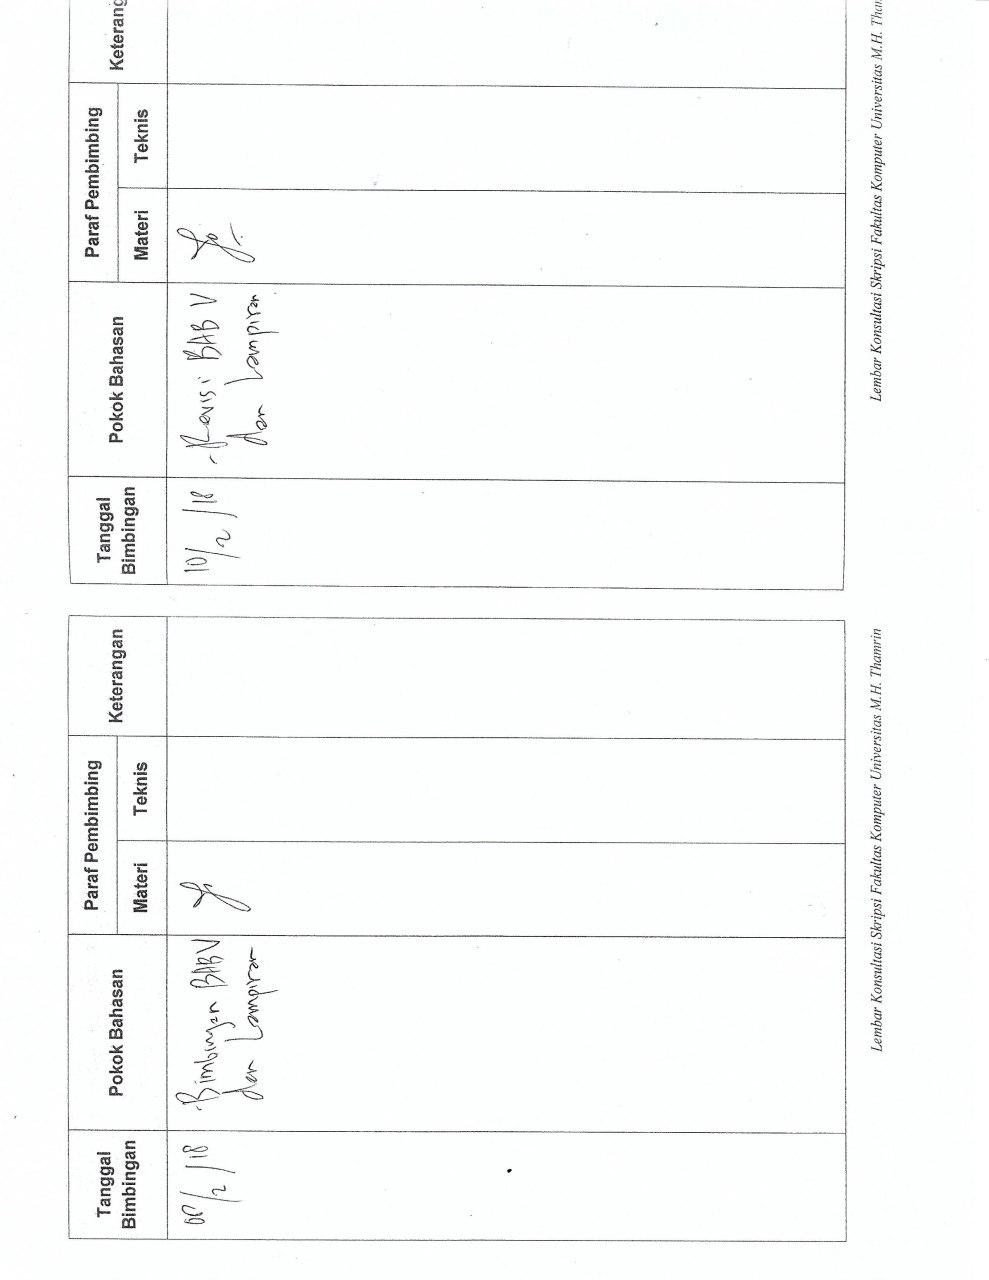 Tanggal
Bimbingan
Pokok Bahasan
Paraf Pembimbing
Materi
Teknis
Keterangan
/2/18
-Bimbingan BAB V
dan Lampiran
Lembar Konsultasi Skripsi Fakultas Komputer Universitas M.H. Thamrin
Tanggal
Bimbingan
Pokok Bahasan
Paraf Pembimbing
Materi
Teknis
Keterang
10/2/18
-Revisi BAB V
dan Lampiran
Lembar Konsultasi Skripsi Fakultas Komputer Universitas M.H. Tham